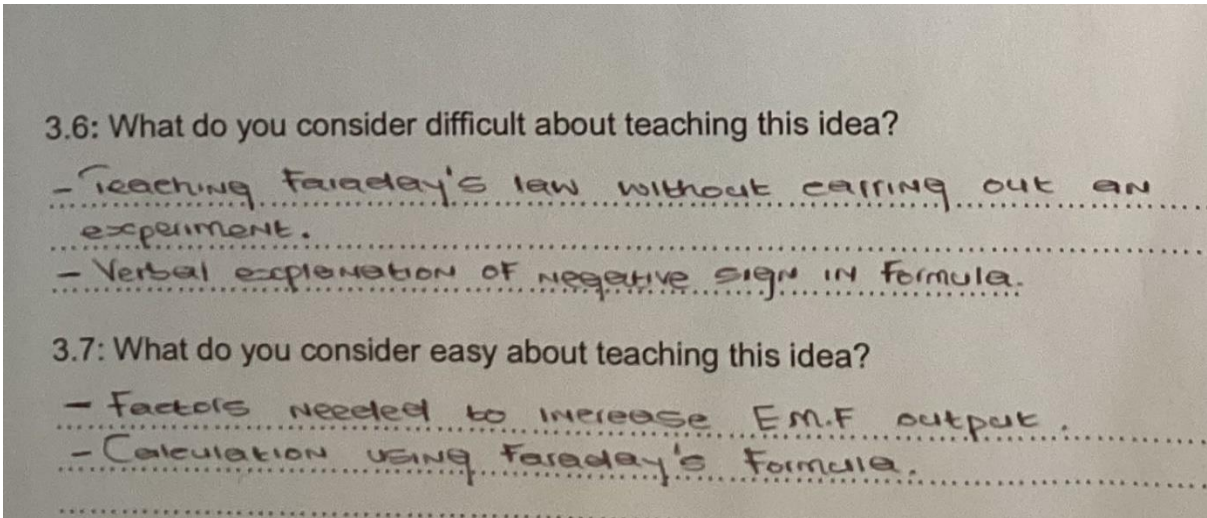 3.6: What do you consider difficult about teaching this idea?
- Teaching Faraday's law without carring out an
experiment.
- Verbal explanation of negative sign in formula.
3.7: What do you consider easy about teaching this idea?
- Factors needed to increase E.M.F output.
- Calculation using Faraday's formula.